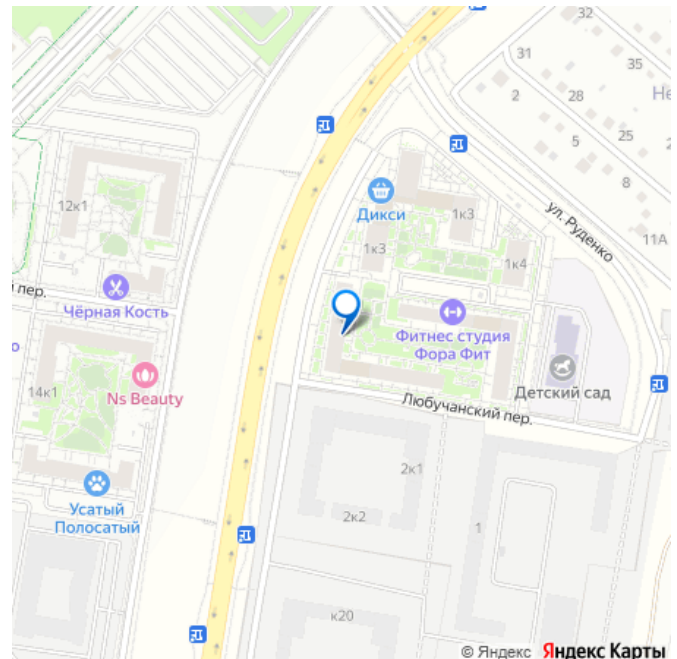 32
31
35
Не
2
28
25
5
8
2
12к1
Дикси
1к3
ул. Руденко
11А
1к3
1к4
й пер.
Чёрная Кость
Фитнес студия
Фора Фит
о
Детский сад
14к1
Ns Beauty
Любучанский пер.
2к1
Усатый
Полосатый
2к2
1
к20
© Яндекс Яндекс Карты